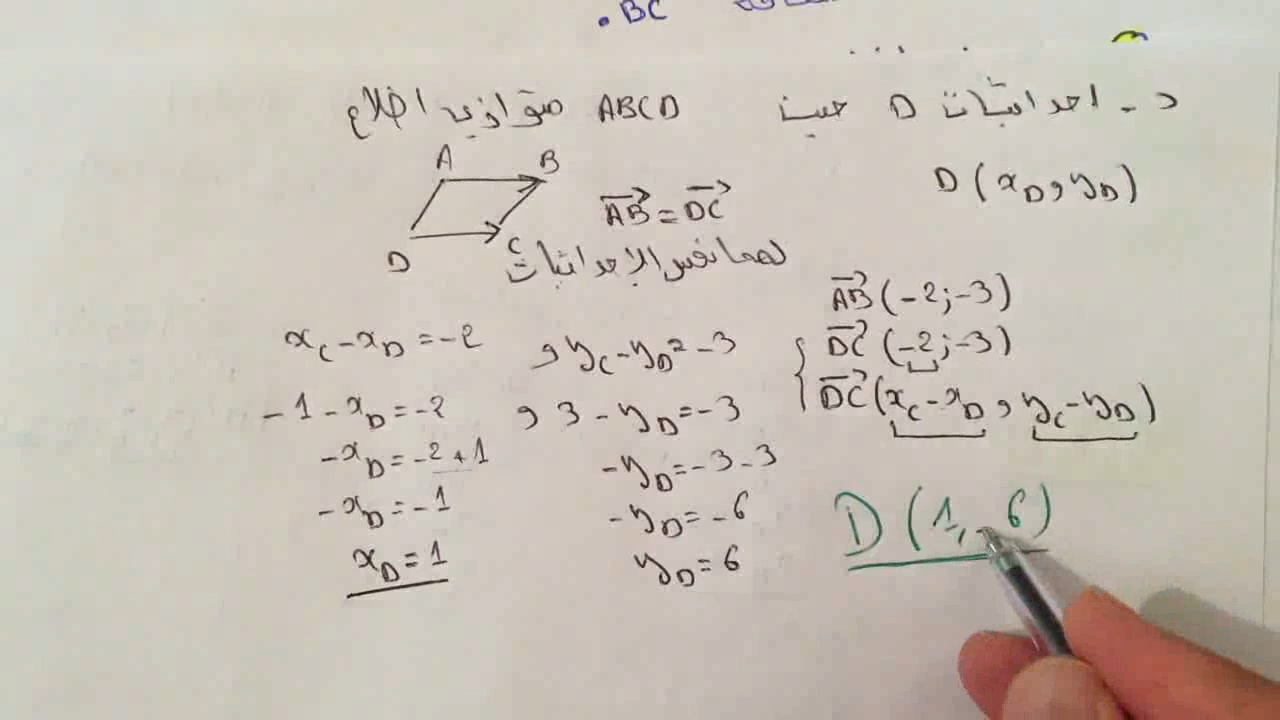 . BC
...
د - احداثيات D حيث ABCD متوازي اضلاع
D (x_D , y_D)
A B
D C
AB→ = DC→
لهما نفس الإحداثيات
AB→ (-2 ; -3)
DC→ (-2 ; -3)
DC→ (x_C - x_D , y_C - y_D)
x_C - x_D = -2 , y_C - y_D = -3
-1 - x_D = -2 , 3 - y_D = -3
-x_D = -2 + 1 -y_D = -3 - 3
-x_D = -1 -y_D = -6
x_D = 1 y_D = 6
D (1, 6)